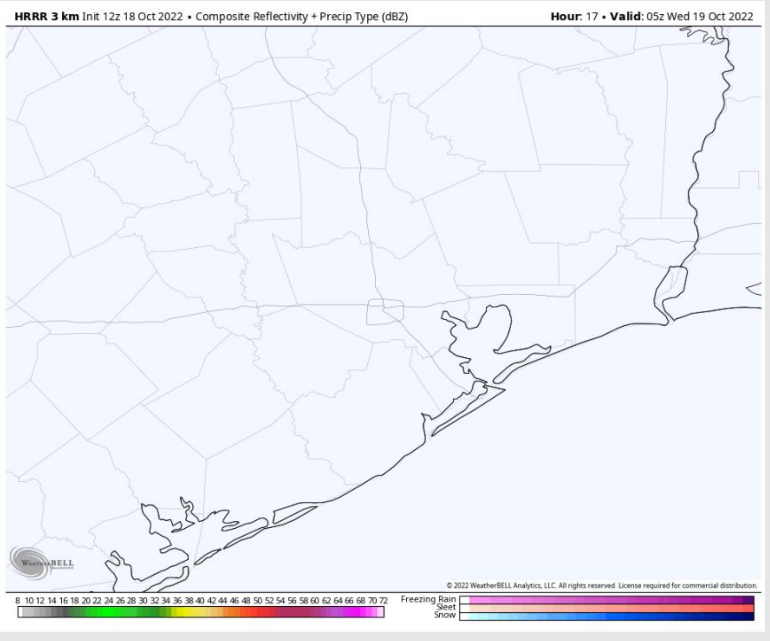 HRRR 3 km Init 12z 18 Oct 2022 • Composite Reflectivity + Precip Type (dBZ) Hour: 17 • Valid: 05z Wed 19 Oct 2022
WEATHERBELL
© 2022 WeatherBELL Analytics, LLC. All rights reserved. License required for commercial distribution.
8 10 12 14 16 18 20 22 24 26 28 30 32 34 36 38 40 42 44 46 48 50 52 54 56 58 60 62 64 66 68 70 72
Freezing Rain
Sleet
Snow